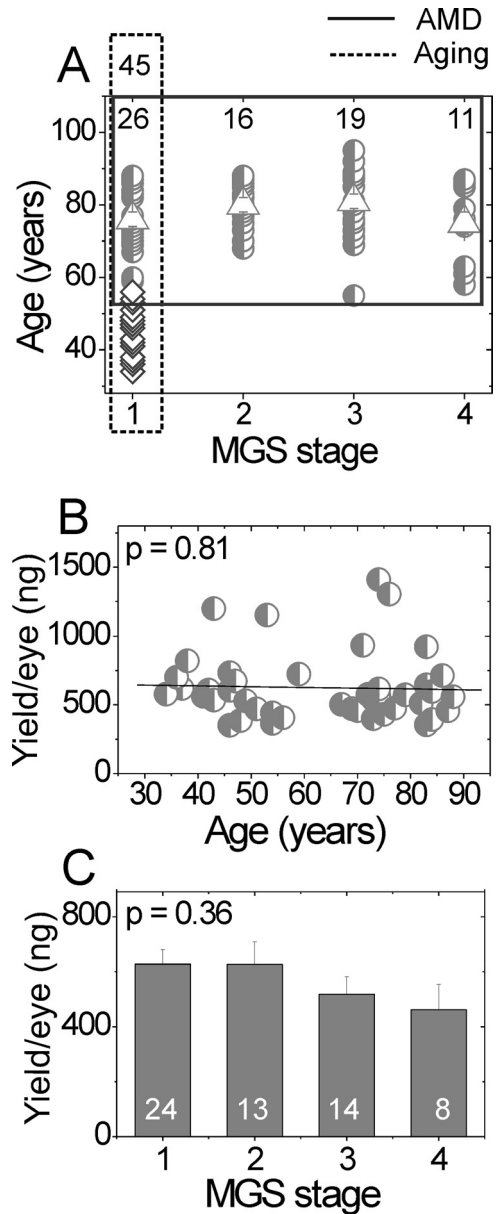 AMD
Aging
A
45
26 16 19 11
100
80
60
40
Age (years)
1 2 3 4
MGS stage
B
p = 0.81
1500
1000
500
0
Yield/eye (ng)
30 40 50 60 70 80 90
Age (years)
C
p = 0.36
800
400
0
Yield/eye (ng)
24 13 14 8
1 2 3 4
MGS stage